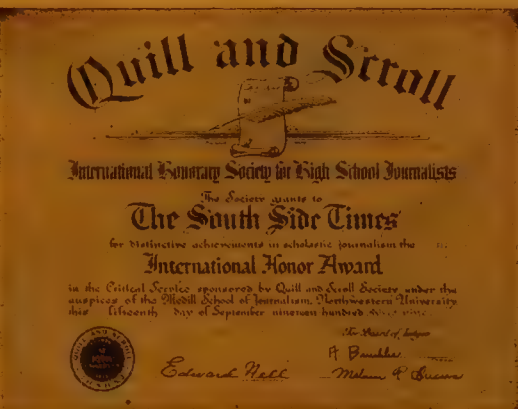 Quill and Scroll
International Honorary Society for High School Journalists
The Society grants to
The South Side Times
for distinctive achievements in scholastic journalism the
International Honor Award
in the Critical Service sponsored by Quill and Scroll Society under the
auspices of the Medill School of Journalism, Northwestern University
this fifteenth day of September nineteen hundred
The Board of Judges
Edward Nell
QUILL AND SCROLL